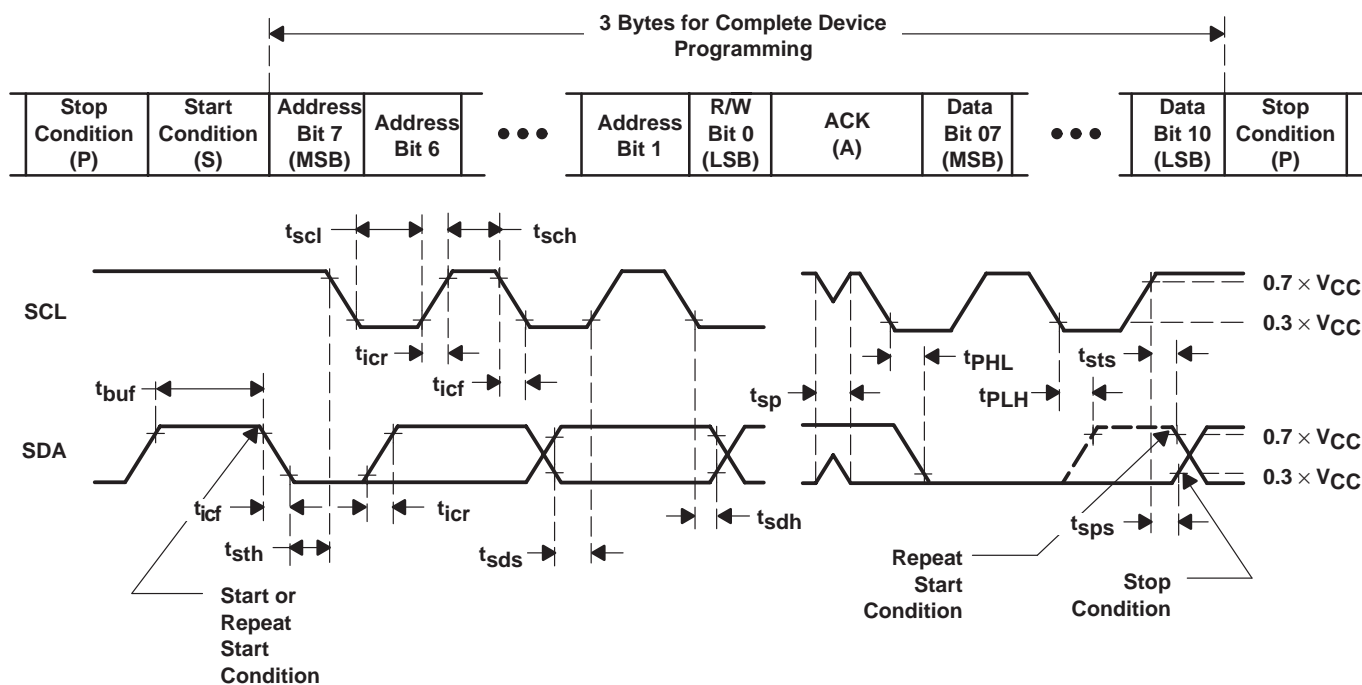 3 Bytes for Complete Device
Programming
Stop
Condition
(P)
Start
Condition
(S)
Address
Bit 7
(MSB)
Address
Bit 6
•••
Address
Bit 1
R/W
Bit 0
(LSB)
ACK
(A)
Data
Bit 07
(MSB)
•••
Data
Bit 10
(LSB)
Stop
Condition
(P)
tscl
tsch
SCL
0.7 × VCC
0.3 × VCC
ticr
ticf
tbuf
tsp
tPHL
tPLH
tsts
SDA
0.7 × VCC
0.3 × VCC
ticf
tsth
ticr
tsds
tsdh
tsps
Start or
Repeat
Start
Condition
Repeat
Start
Condition
Stop
Condition